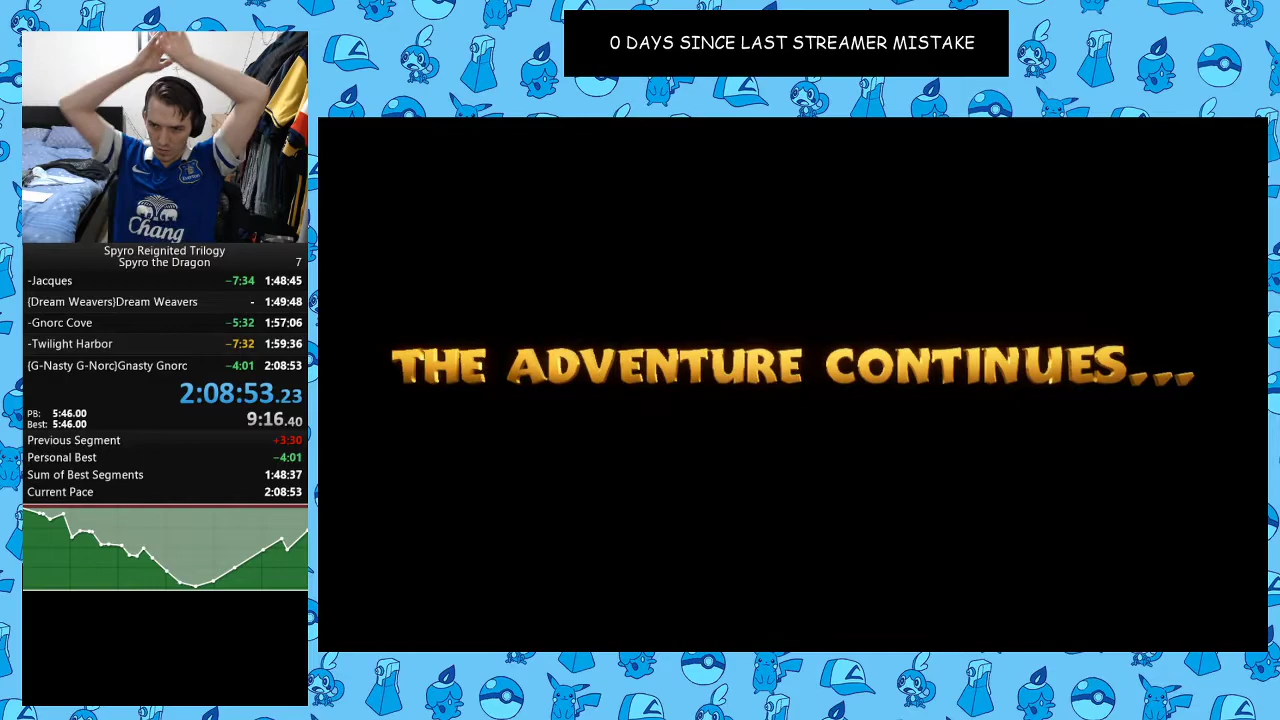 0 DAYS SINCE LAST STREAMER MISTAKE
Everton
Chang
Spyro Reignited Trilogy
Spyro the Dragon 7
-Jacques −7:34 1:48:45
{Dream Weavers}Dream Weavers - 1:49:48
-Gnorc Cove −5:32 1:57:06
-Twilight Harbor −7:32 1:59:36
{G-Nasty G-Norc}Gnasty Gnorc −4:01 2:08:53
2:08:53.23
PB: 5:46.00 9:16.40
Best: 5:46.00
Previous Segment +3:30
Personal Best −4:01
Sum of Best Segments 1:48:37
Current Pace 2:08:53
THE ADVENTURE CONTINUES...